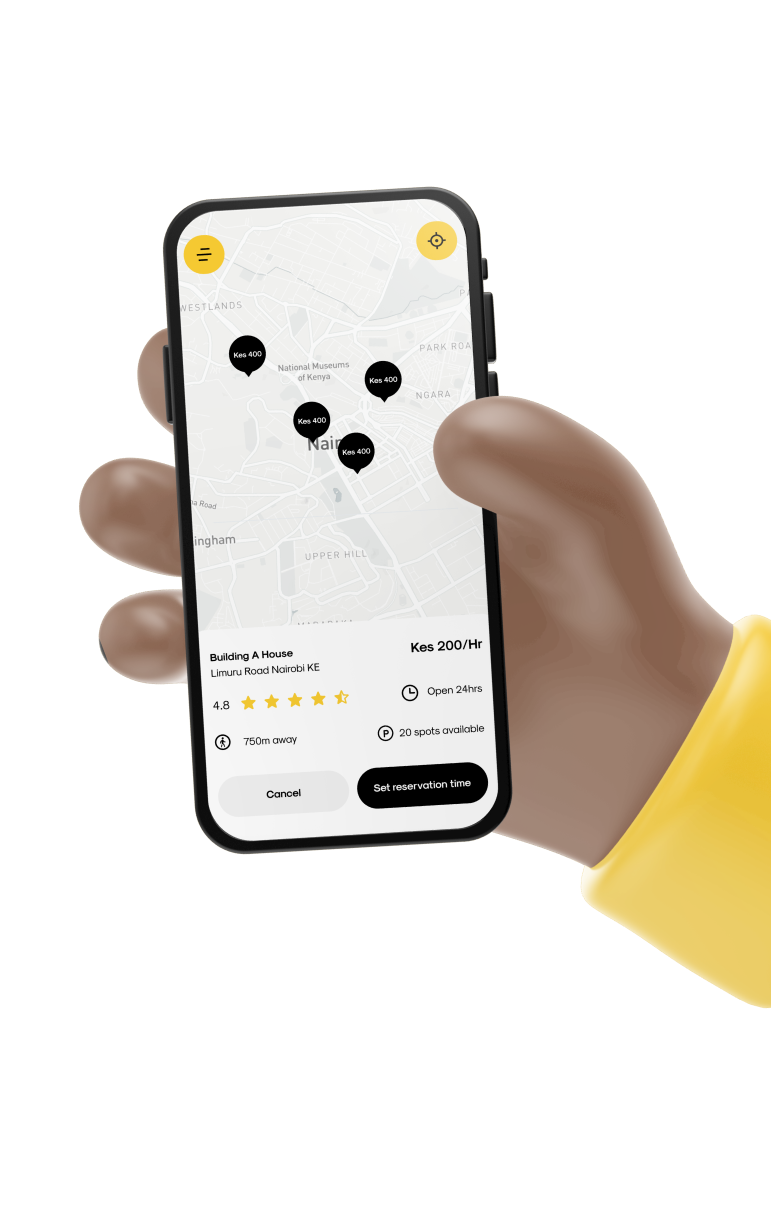 WESTLANDS
PARK ROA
Kes 400
National Museums
of Kenya
Kes 400
NGARA
Kes 400
Nair
Kes 400
a Road
ingham
UPPER HILL
Building A House
Kes 200/Hr
Limuru Road Nairobi KE
4.8
Open 24hrs
750m away
P
20 spots available
Cancel
Set reservation time